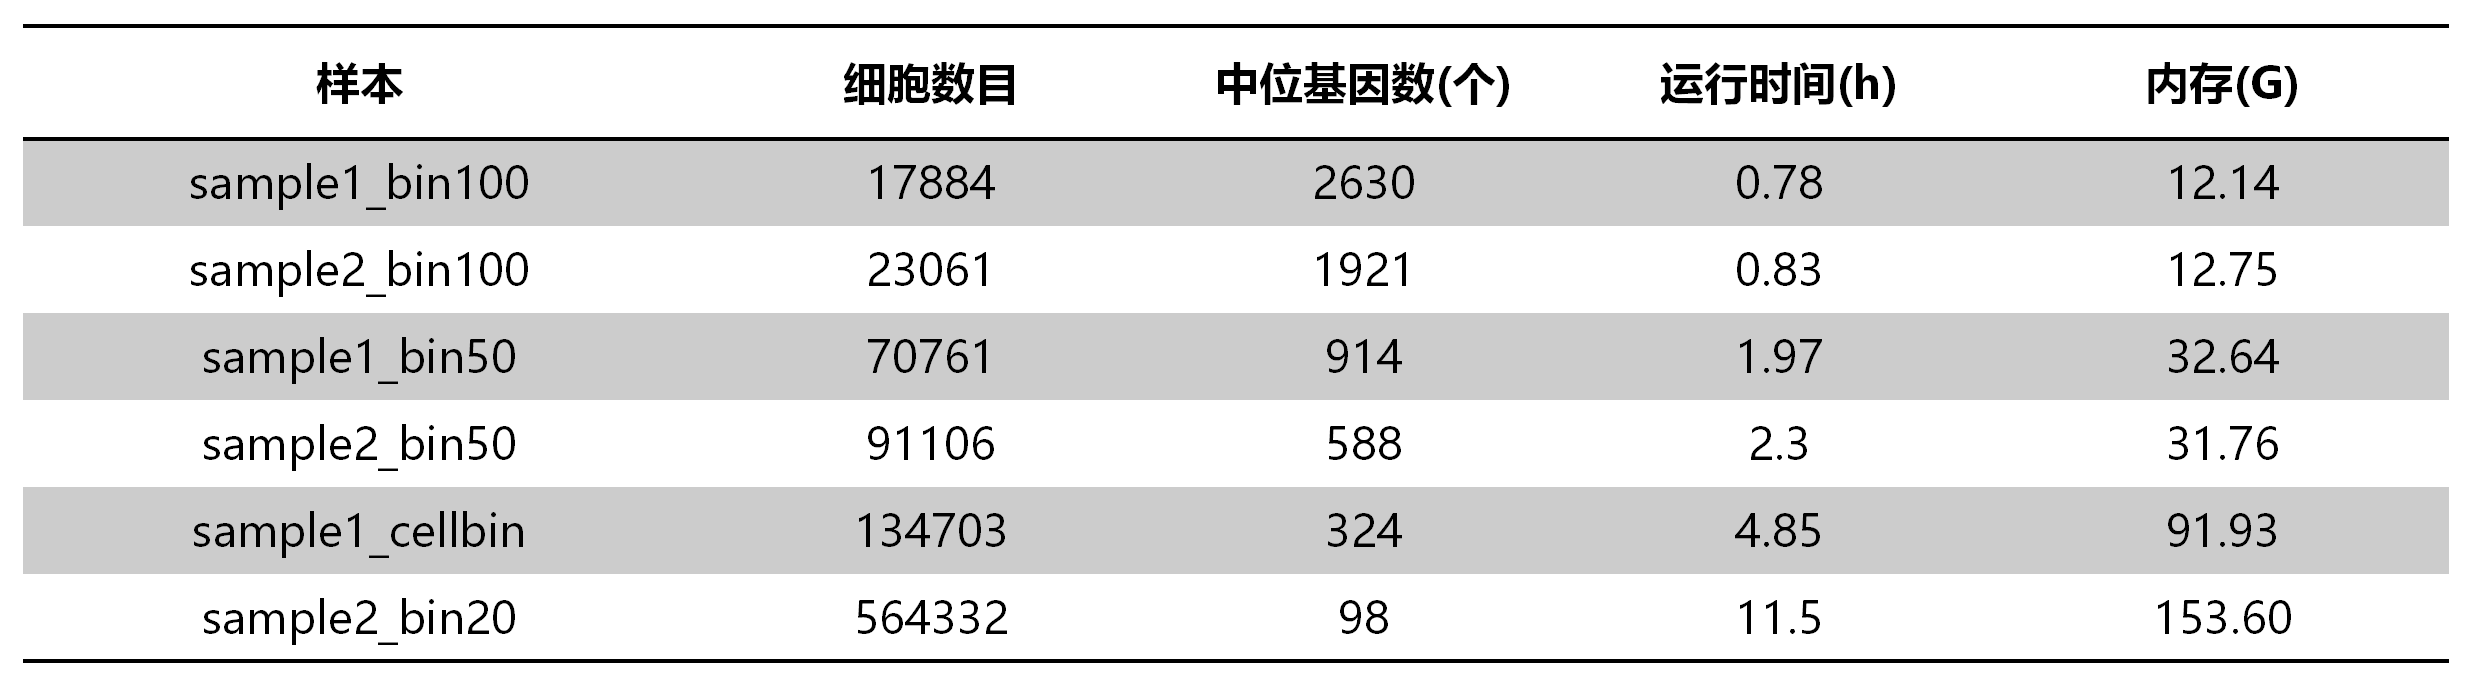 样本 细胞数目 中位基因数(个) 运行时间(h) 内存(G)
sample1_bin100 17884 2630 0.78 12.14
sample2_bin100 23061 1921 0.83 12.75
sample1_bin50 70761 914 1.97 32.64
sample2_bin50 91106 588 2.3 31.76
sample1_cellbin 134703 324 4.85 91.93
sample2_bin20 564332 98 11.5 153.60